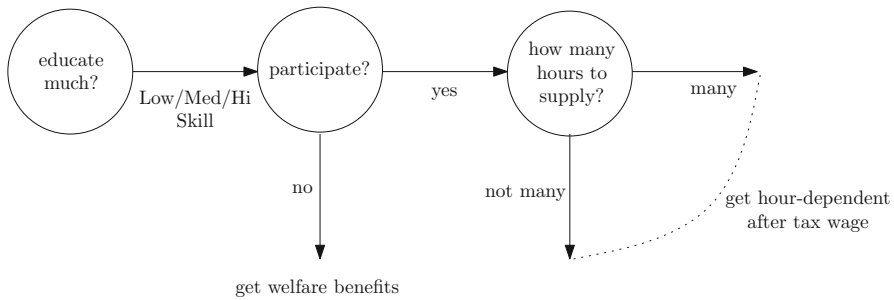 educate
much?
Low/Med/Hi
Skill
participate?
yes
no
get welfare benefits
how many
hours to
supply?
many
not many
get hour-dependent
after tax wage